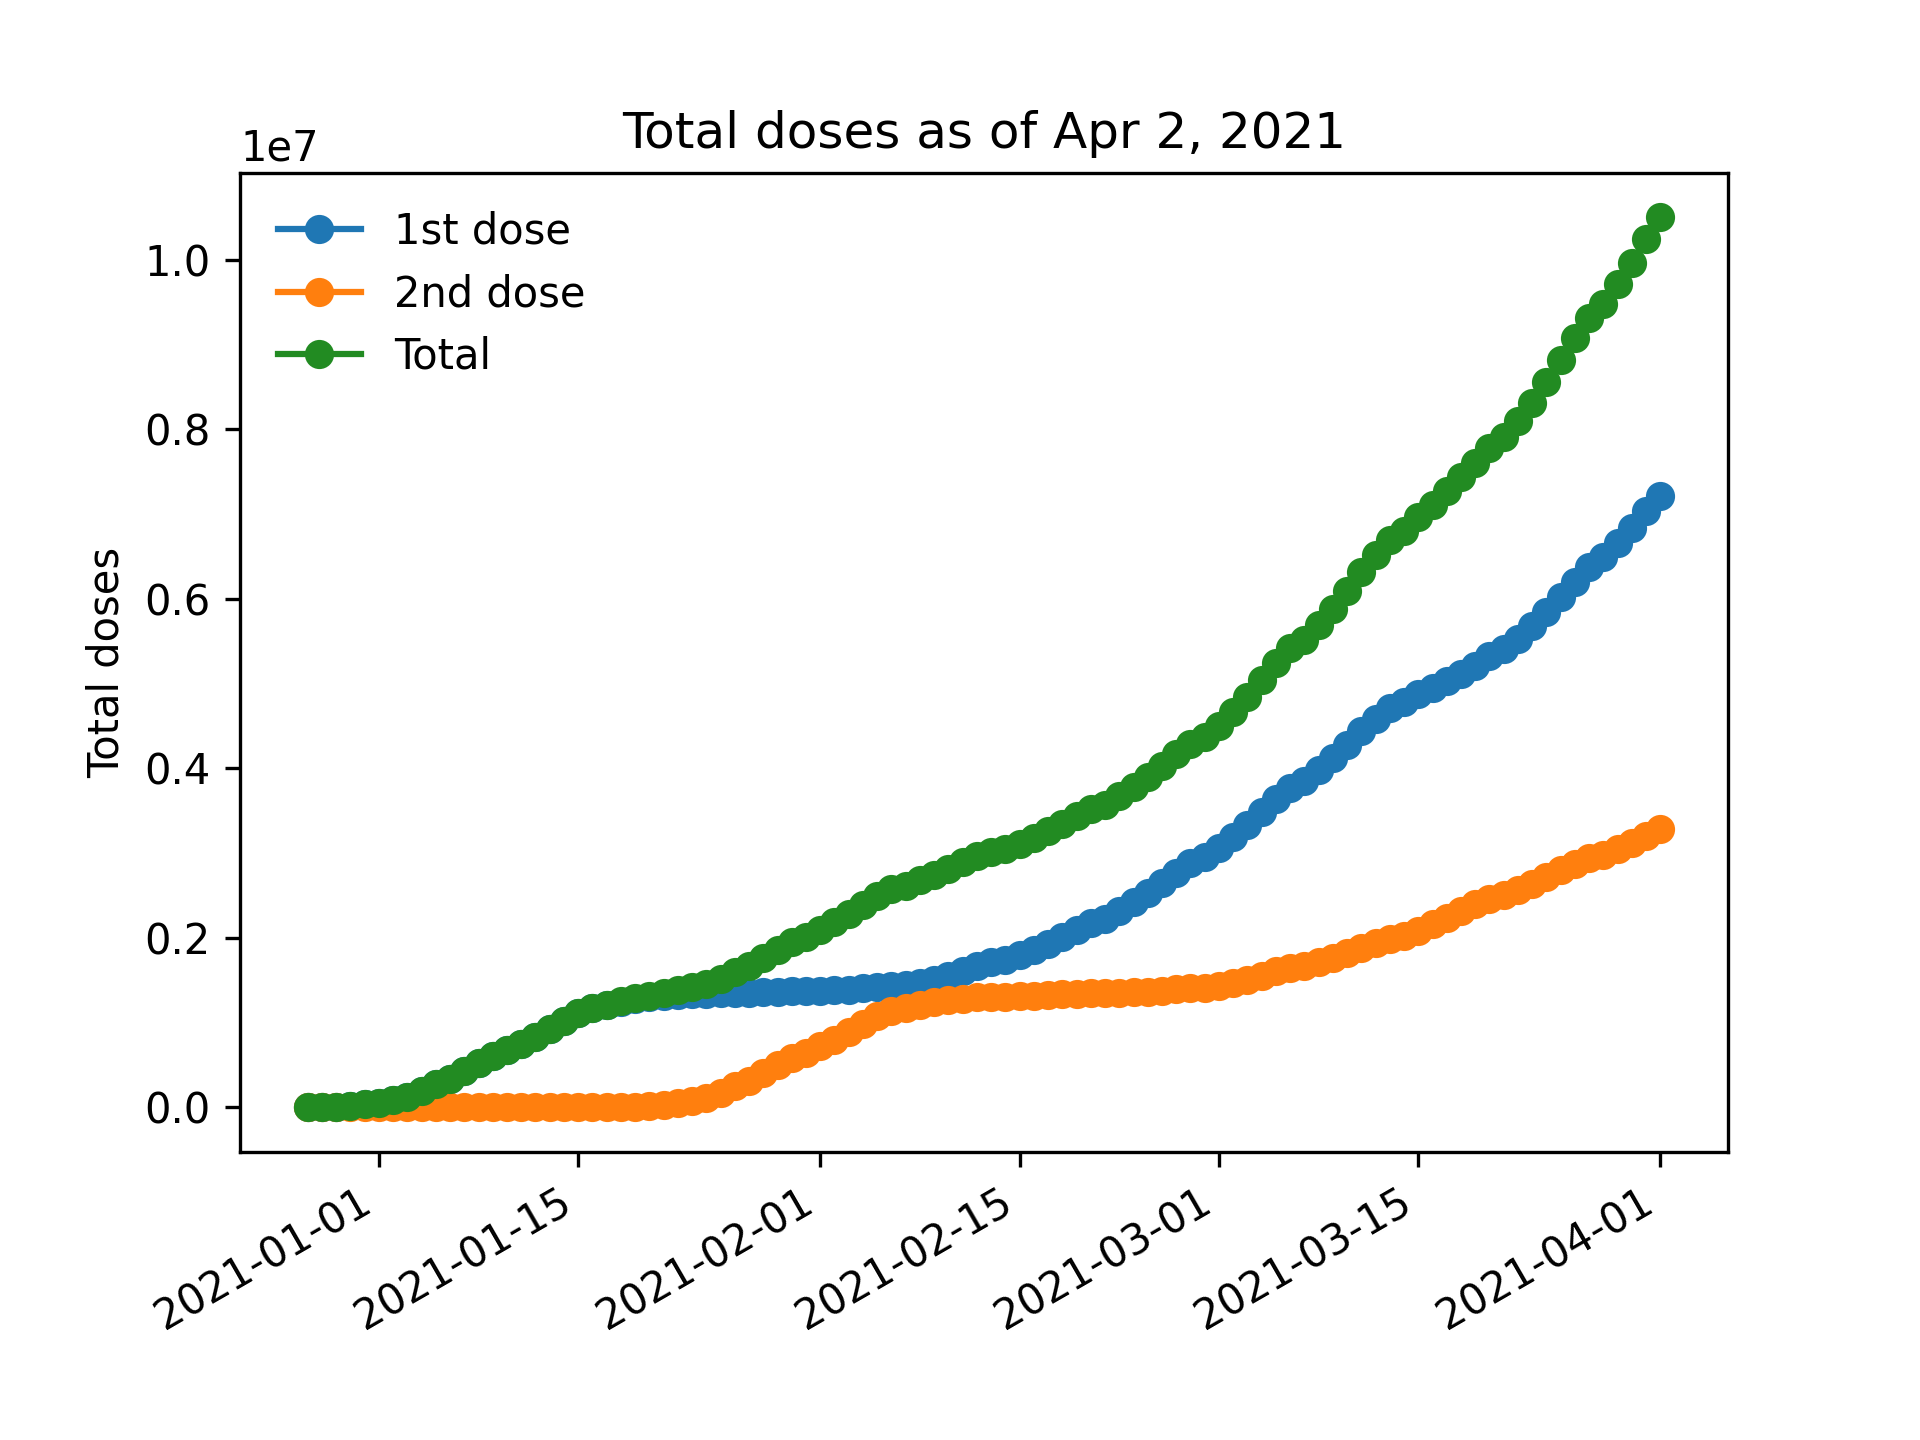 Total doses as of Apr 2, 2021
1e7
1st dose
2nd dose
Total
1.0
0.8
0.6
0.4
0.2
0.0
Total doses
2021-01-01
2021-01-15
2021-02-01
2021-02-15
2021-03-01
2021-03-15
2021-04-01